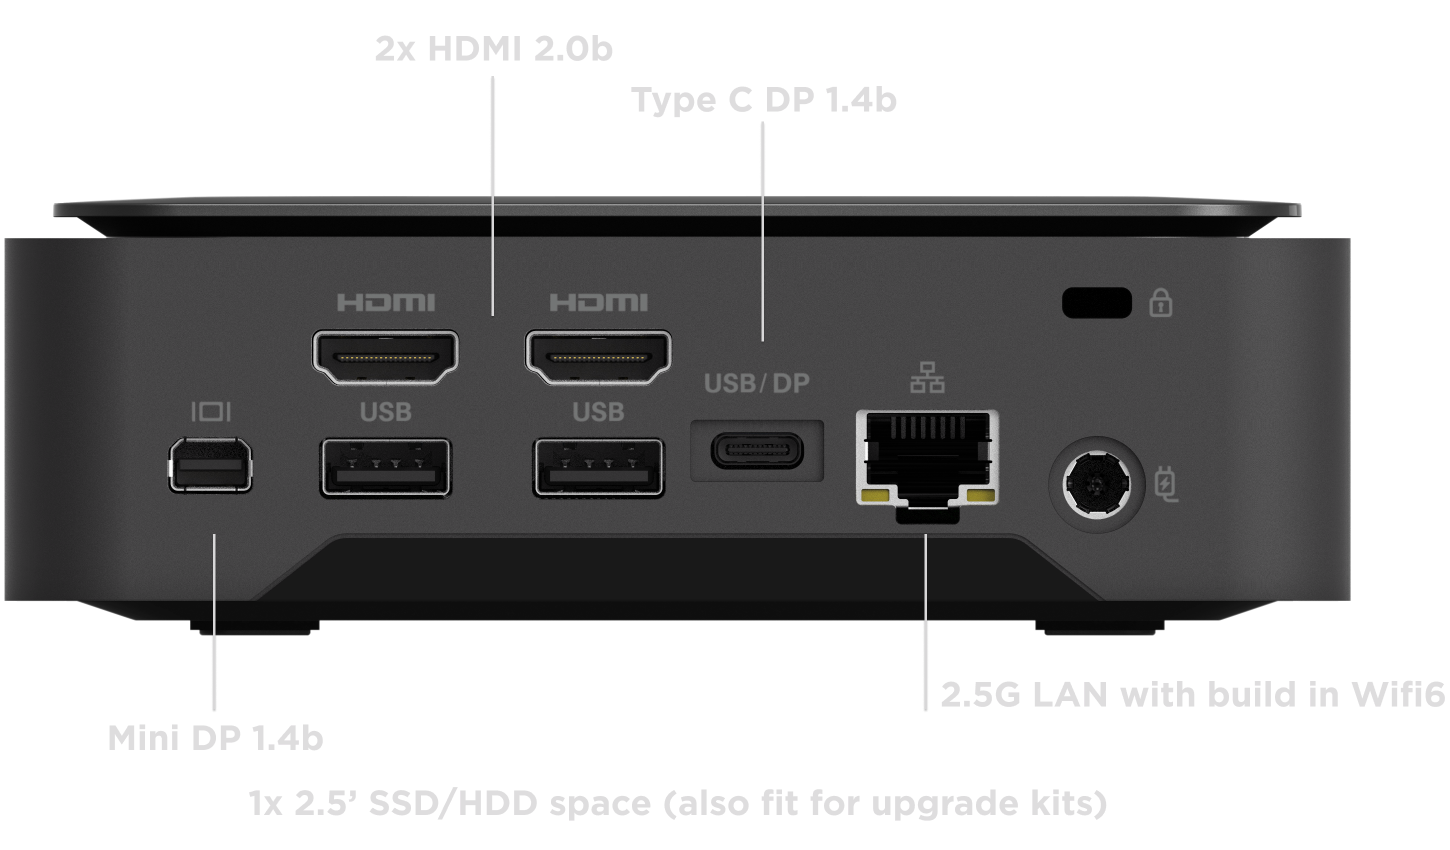 2x HDMI 2.0b
Type C DP 1.4b
HDMI HDMI
USB/DP
USB USB
2.5G LAN with build in Wifi6
Mini DP 1.4b
1x 2.5’ SSD/HDD space (also fit for upgrade kits)